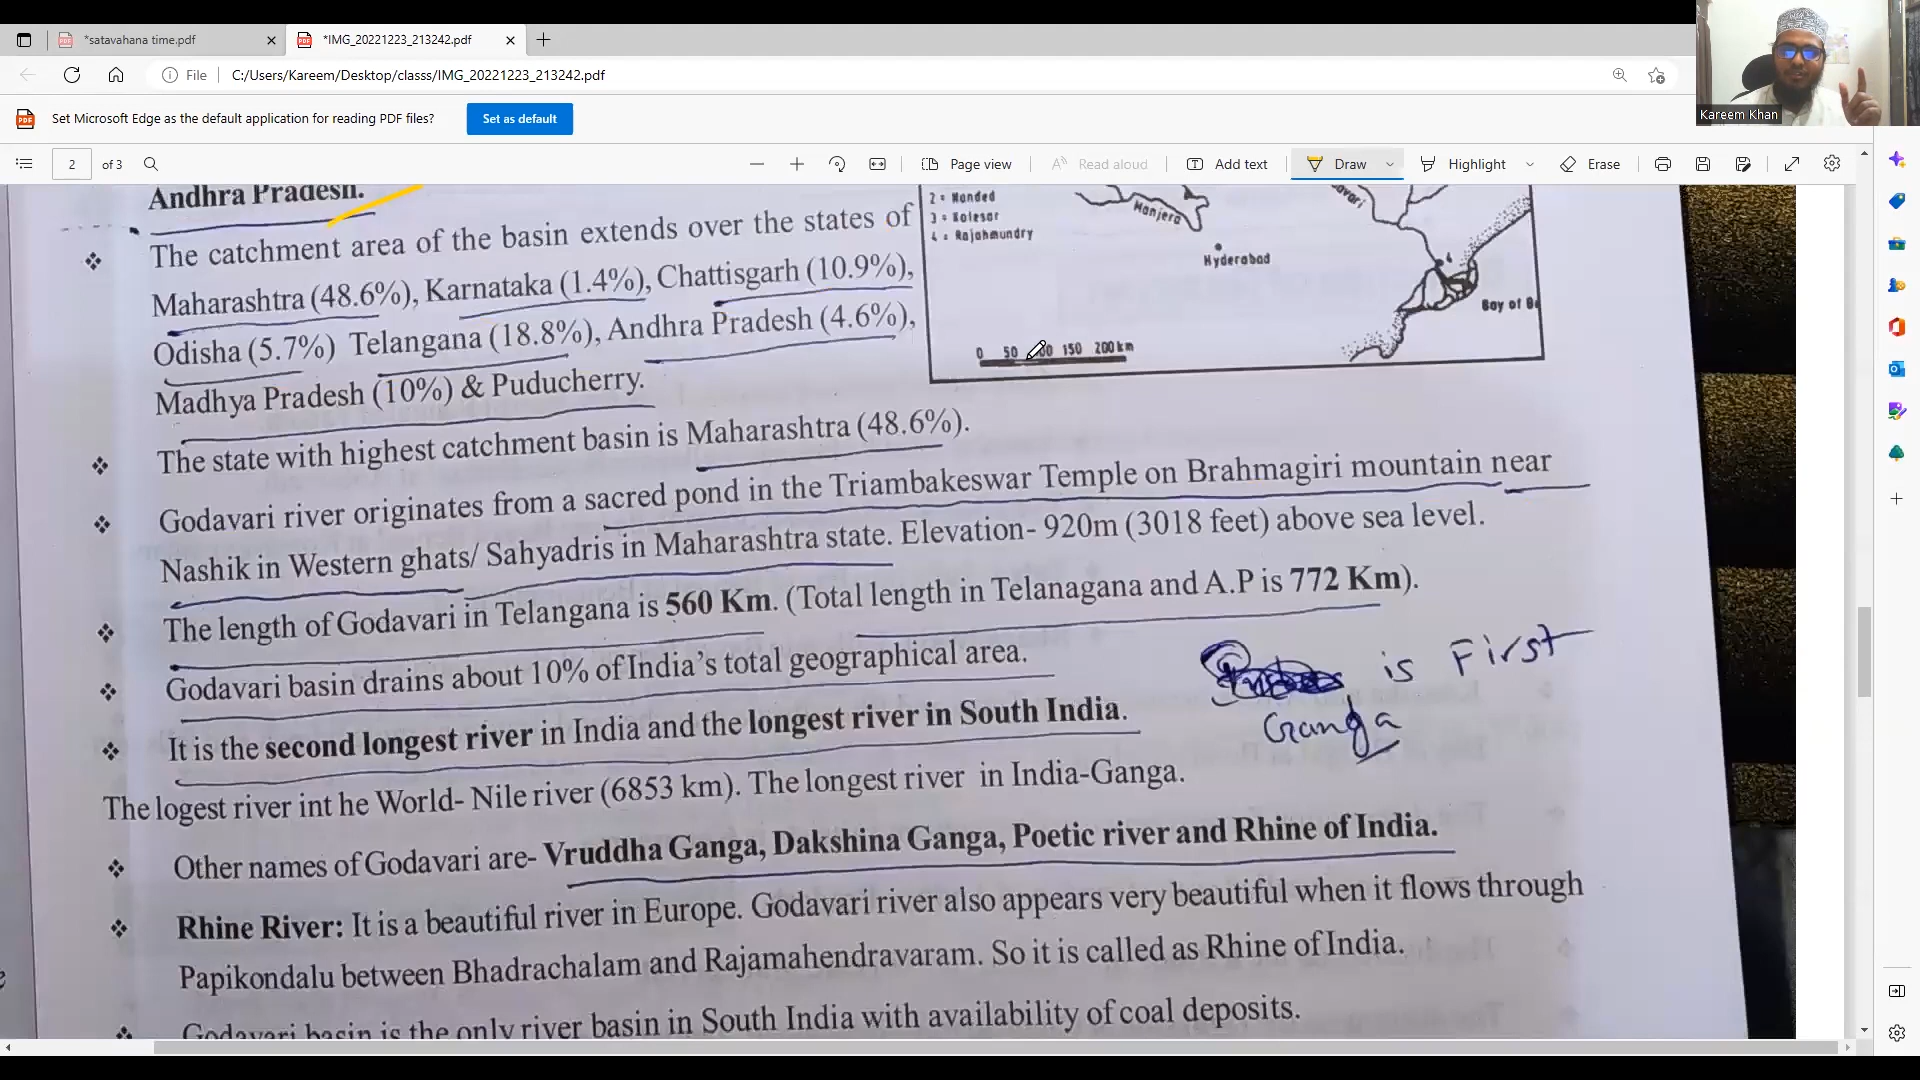 *satavahana time.pdf
*IMG_20221223_213242.pdf
File
C:/Users/Kareem/Desktop/classs/IMG_20221223_213242.pdf
Kareem Khan
Set Microsoft Edge as the default application for reading PDF files?
Set as default
2 of 3
Page view
Read aloud
Add text
Draw
Highlight
Erase
Andhra Pradesh.
The catchment area of the basin extends over the states of
Maharashtra (48.6%), Karnataka (1.4%), Chattisgarh (10.9%),
Odisha (5.7%) Telangana (18.8%), Andhra Pradesh (4.6%),
Madhya Pradesh (10%) & Puducherry.
2 = Nanded
3 = Kalesar
4 = Rajahmundry
Manjera
Hyderabad
4
Bay of
0 50 150 200 km
The state with highest catchment basin is Maharashtra (48.6%).
Godavari river originates from a sacred pond in the Triambakeswar Temple on Brahmagiri mountain near
Nashik in Western ghats/ Sahyadris in Maharashtra state. Elevation- 920m (3018 feet) above sea level.
The length of Godavari in Telangana is 560 Km. (Total length in Telanagana and A.P is 772 Km).
Godavari basin drains about 10% of India's total geographical area.
is First
Ganga
It is the second longest river in India and the longest river in South India.
The logest river int he World- Nile river (6853 km). The longest river in India-Ganga.
Other names of Godavari are- Vruddha Ganga, Dakshina Ganga, Poetic river and Rhine of India.
Rhine River: It is a beautiful river in Europe. Godavari river also appears very beautiful when it flows through
Papikondalu between Bhadrachalam and Rajamahendravaram. So it is called as Rhine of India.
Godavari basin is the only river basin in South India with availability of coal deposits.